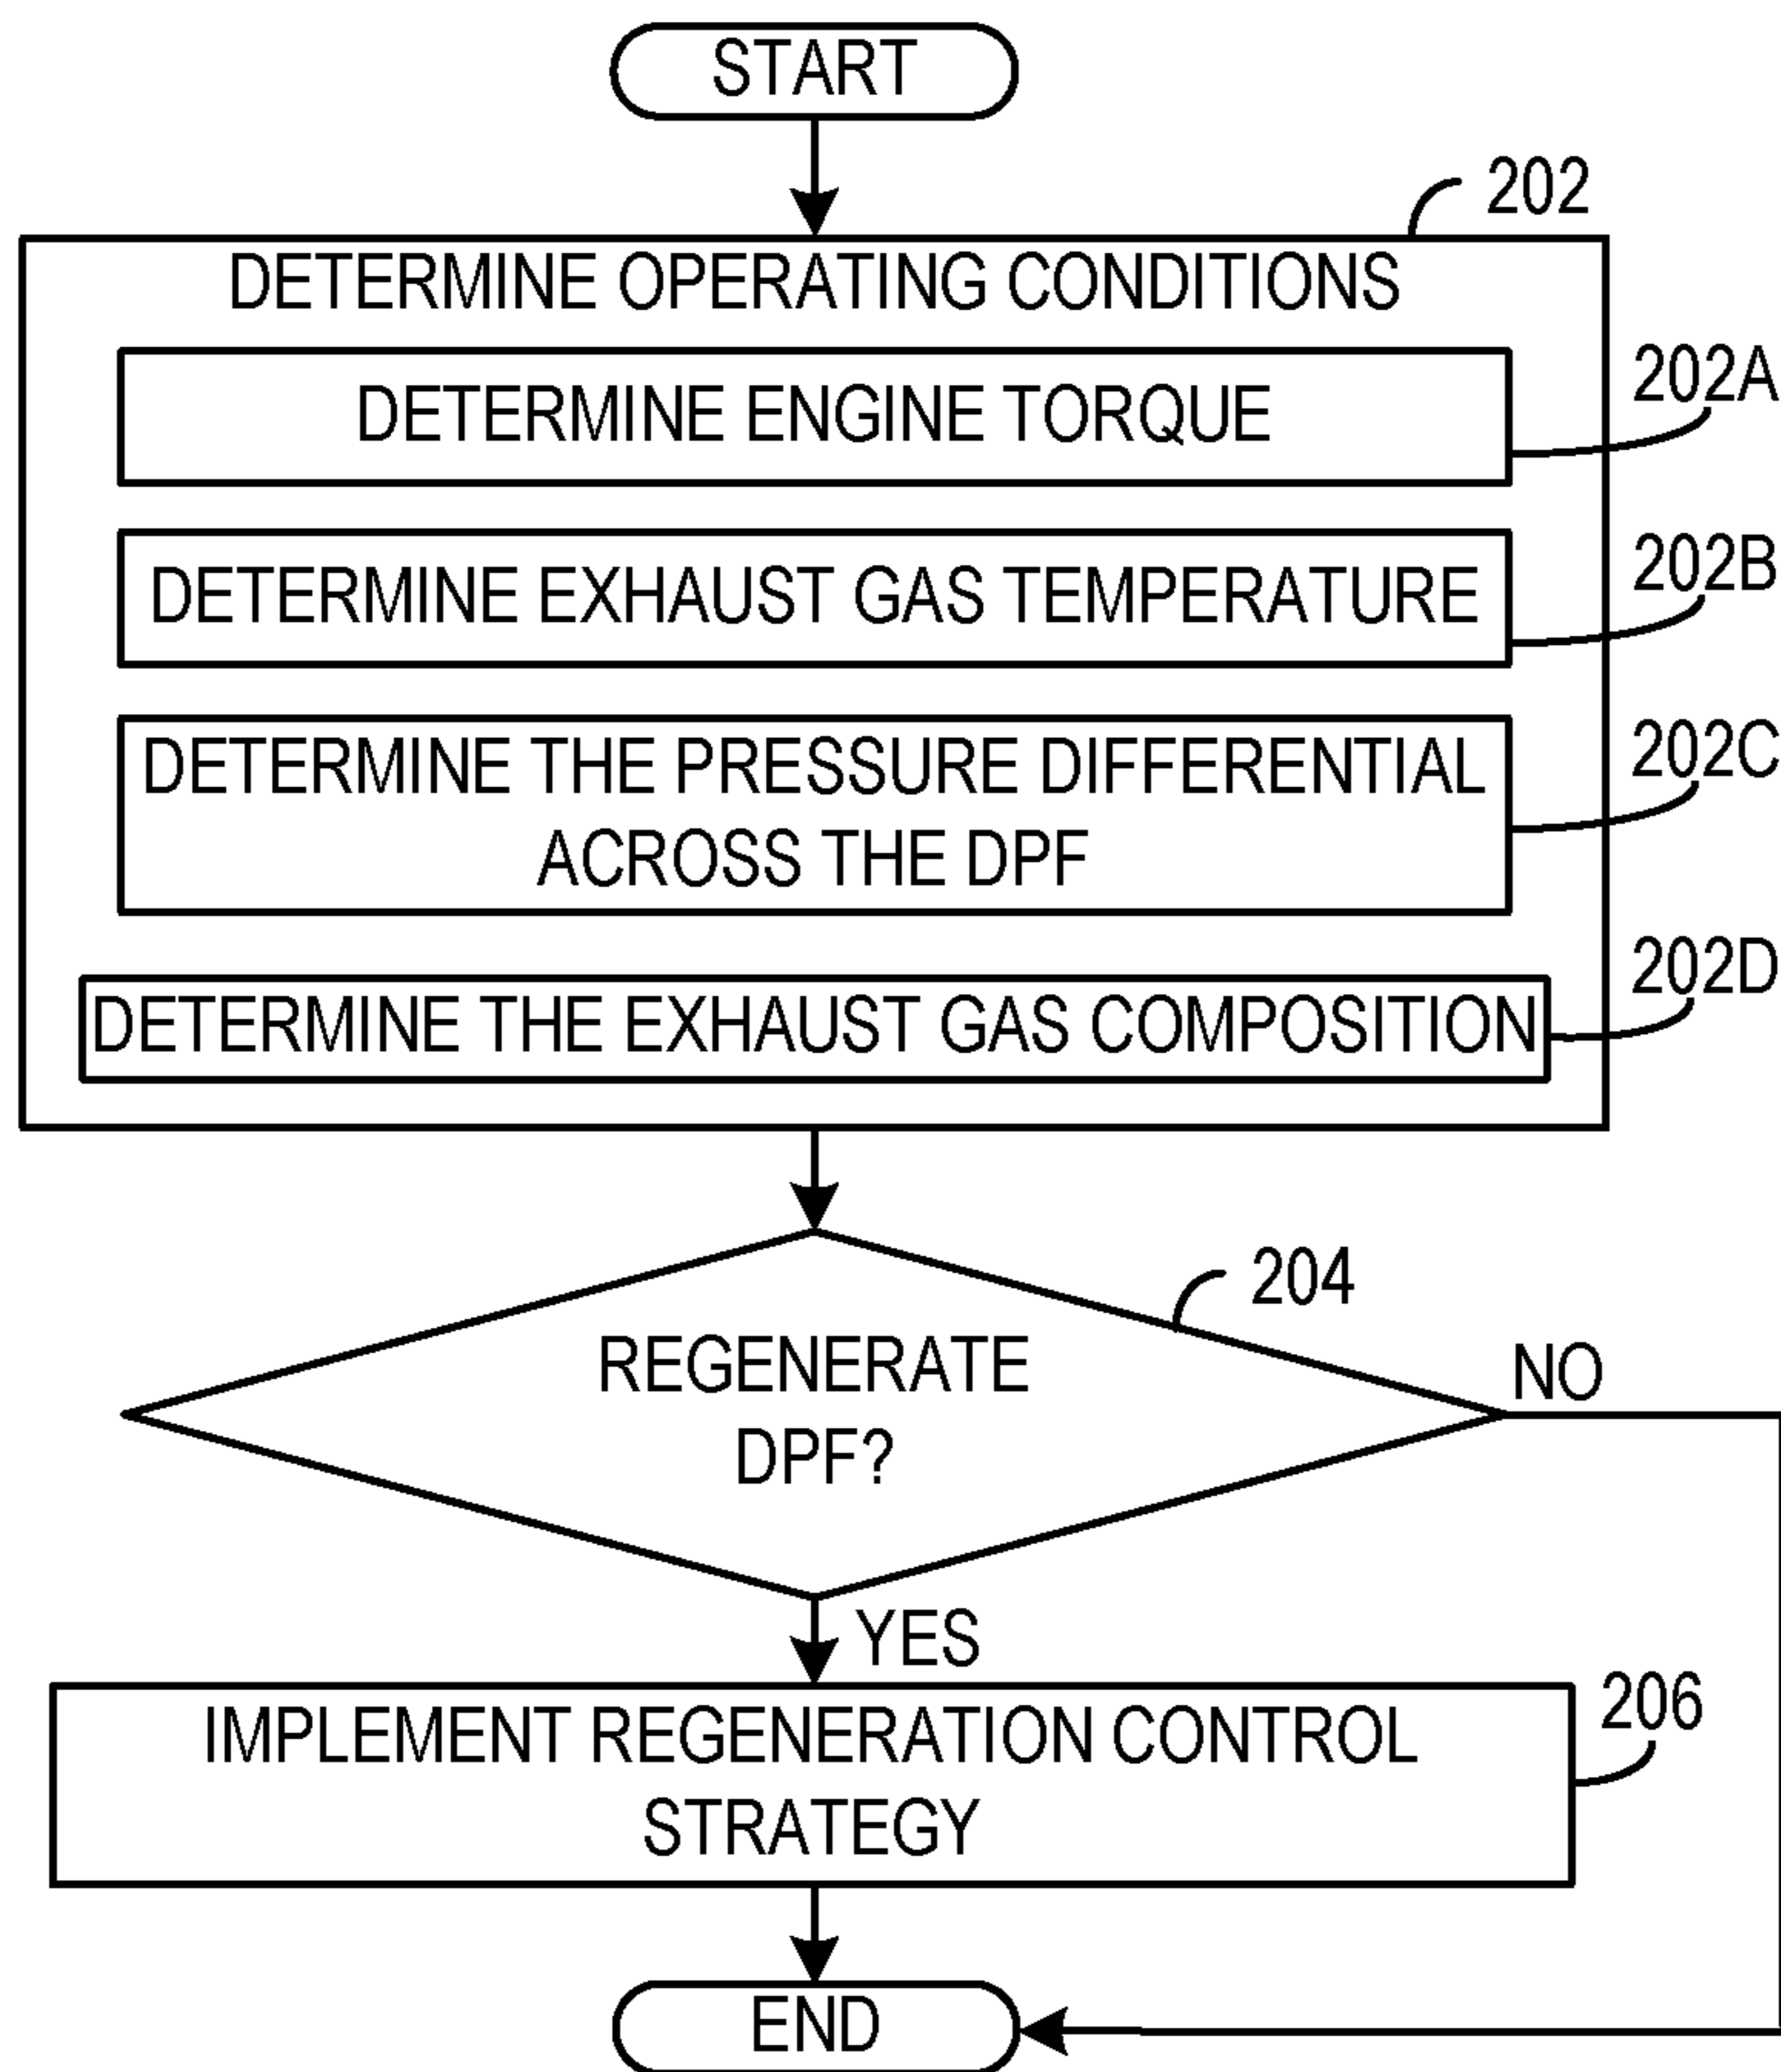 START
202
DETERMINE OPERATING CONDITIONS
202A
DETERMINE ENGINE TORQUE
202B
DETERMINE EXHAUST GAS TEMPERATURE
202C
DETERMINE THE PRESSURE DIFFERENTIAL
ACROSS THE DPF
202D
DETERMINE THE EXHAUST GAS COMPOSITION
204
REGENERATE
NO
DPF?
YES
206
IMPLEMENT REGENERATION CONTROL
STRATEGY
END